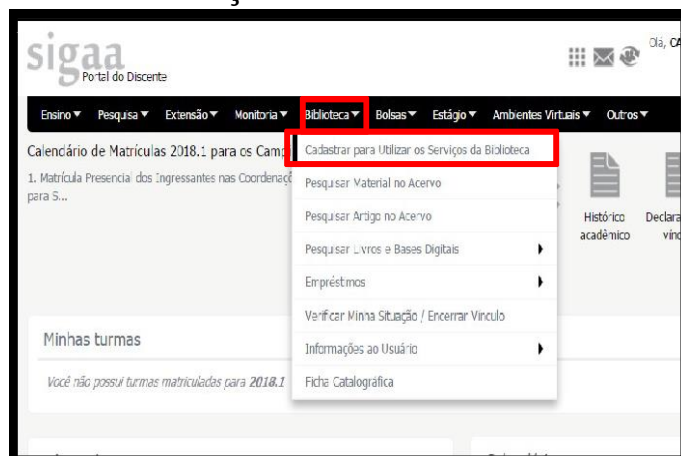 sigaa
Portal do Discente
Olá, CA
Ensino Pesquisa Extensão Monitoria Biblioteca Bolsas Estágio Ambientes Virtuais Outros
Calendário de Matrículas 2018.1 para os Camp
1. Matrícula Presencial dos Ingressantes nas Coordenaçõ
para S...
Cadastrar para Utilizar os Serviços da Biblioteca
Pesquisar Material no Acervo
Pesquisar Artigo no Acervo
Pesquisar Livros e Bases Digitais
Empréstimos
Verificar Minha Situação / Encerrar Vínculo
Informações ao Usuário
Ficha Catalográfica
Histórico
acadêmico
Declara
vínc
Minhas turmas
Você não possui turmas matriculadas para 2018.1